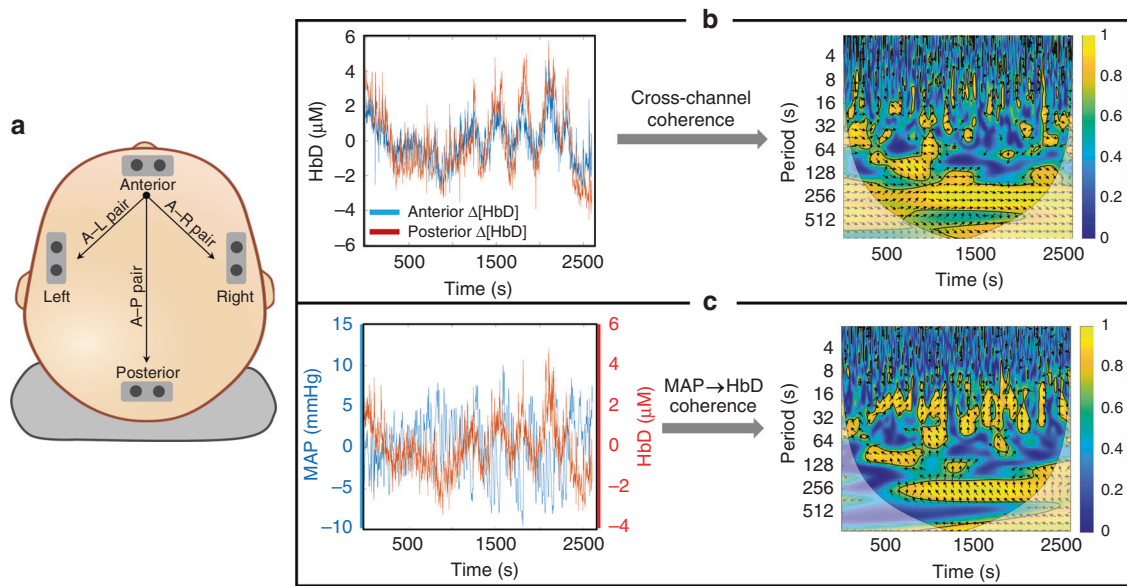 a
Anterior
A–L pair
A–R pair
A–P pair
Left
Right
Posterior
b
HbD (μM)
6
4
2
0
−2
−4
−6
Anterior Δ[HbD]
Posterior Δ[HbD]
500 1500 2500
Time (s)
Cross-channel
coherence
Period (s)
4
8
16
32
64
128
256
512
500 1500 2500
Time (s)
1
0.8
0.6
0.4
0.2
0
c
MAP (mmHg)
15
10
5
0
−5
−10
6
4
2
0
−2
−4
HbD (μM)
500 1500 2500
Time (s)
MAP→HbD
coherence
Period (s)
4
8
16
32
64
128
256
512
500 1500 2500
Time (s)
1
0.8
0.6
0.4
0.2
0